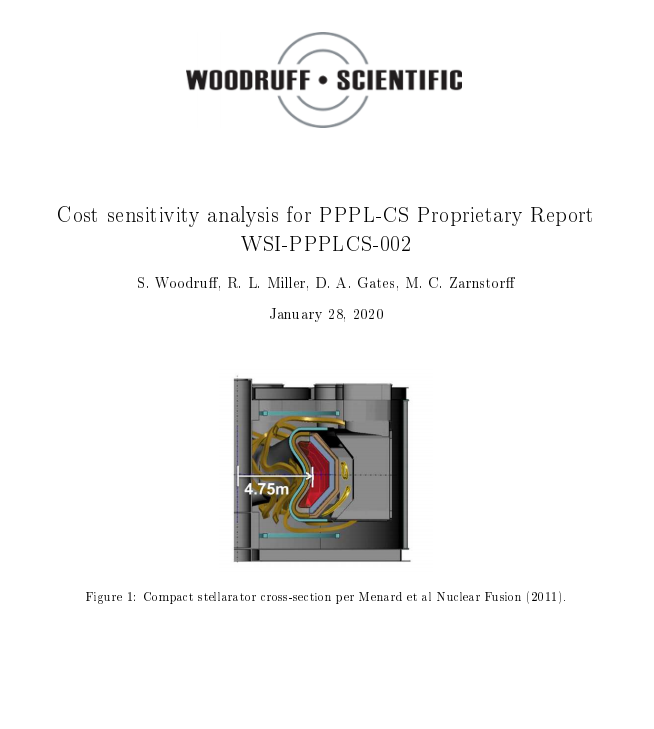 WOODRUFF • SCIENTIFIC
Cost sensitivity analysis for PPPL-CS Proprietary Report
WSI-PPPLCS-002
S. Woodruff, R. L. Miller, D. A. Gates, M. C. Zarnstorff
January 28, 2020
4.75m
Figure 1: Compact stellarator cross-section per Menard et al Nuclear Fusion (2011).